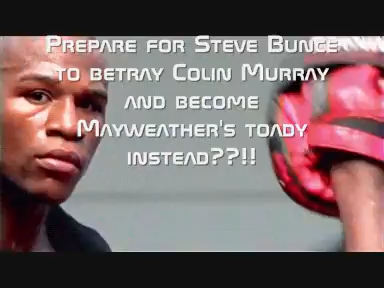 Prepare for Steve Bunce
to betray Colin Murray
and become
Mayweather's toady
instead??!!